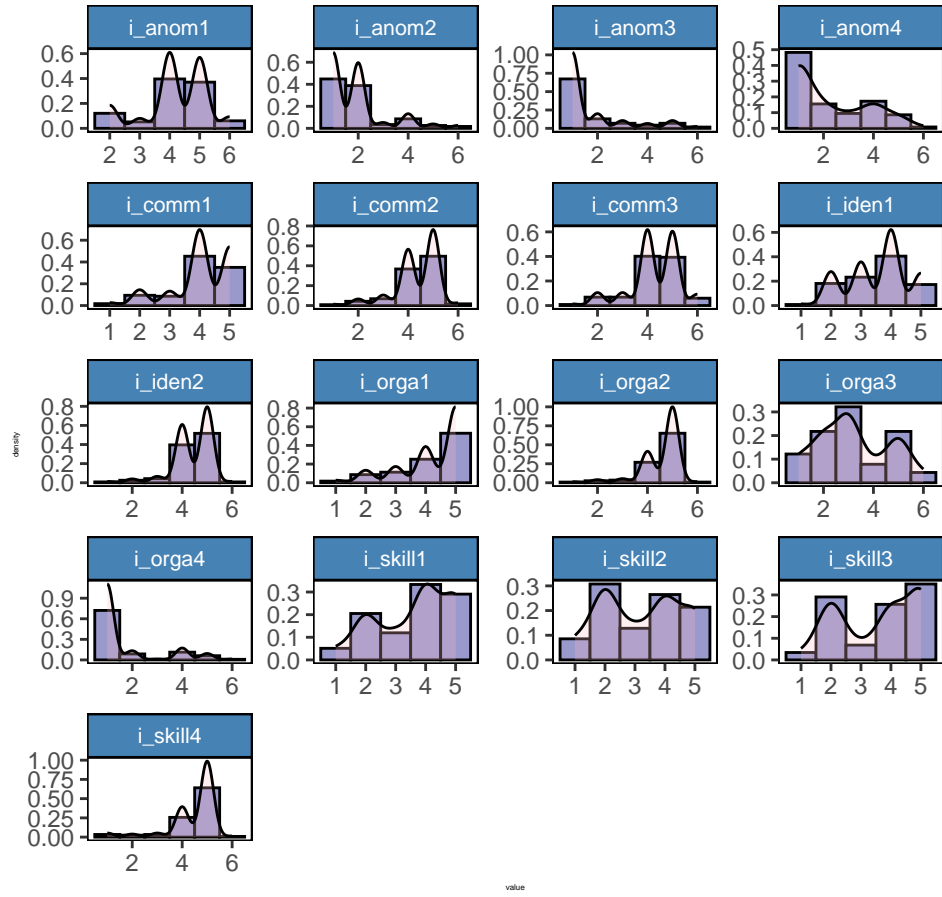 i_anom1 i_anom2 i_anom3 i_anom4
0.6 0.4 0.2 0.0 0.6 0.4 0.2 0.0 1.00 0.75 0.50 0.25 0.00 0.5 0.4 0.3 0.2 0.1 0.0
2 3 4 5 6 2 4 6 2 4 6 2 4 6
i_comm1 i_comm2 i_comm3 i_iden1
0.6 0.4 0.2 0.0 0.8 0.6 0.4 0.2 0.0 0.6 0.4 0.2 0.0 0.6 0.4 0.2 0.0
1 2 3 4 5 2 4 6 2 4 6 1 2 3 4 5
i_iden2 i_orga1 i_orga2 i_orga3
0.8 0.6 0.4 0.2 0.0 0.8 0.6 0.4 0.2 0.0 1.00 0.75 0.50 0.25 0.00 0.3 0.2 0.1 0.0
density
2 4 6 1 2 3 4 5 2 4 6 2 4 6
i_orga4 i_skill1 i_skill2 i_skill3
0.9 0.6 0.3 0.0 0.3 0.2 0.1 0.0 0.3 0.2 0.1 0.0 0.3 0.2 0.1 0.0
2 4 6 1 2 3 4 5 1 2 3 4 5 1 2 3 4 5
i_skill4
1.00 0.75 0.50 0.25 0.00
2 4 6
value